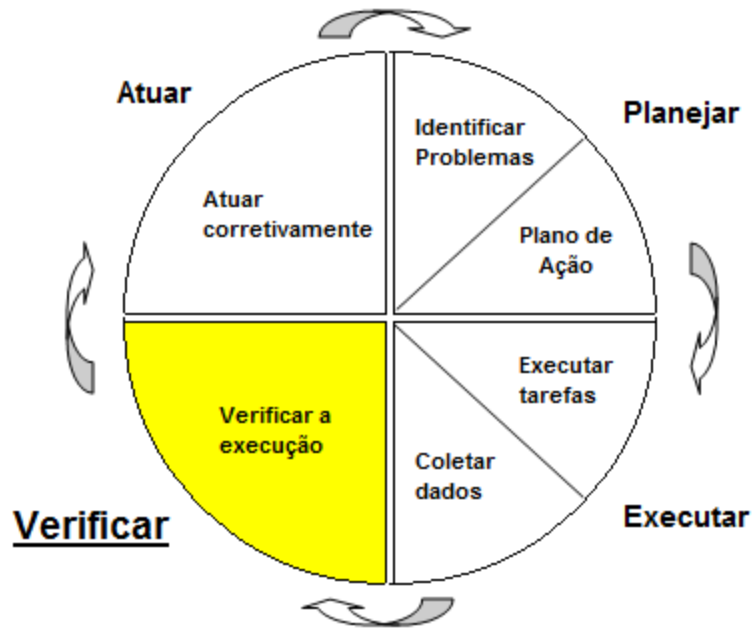 Atuar
Planejar
Identificar
Problemas
Atuar
corretivamente
Plano de
Ação
Executar
tarefas
Verificar a
execução
Coletar
dados
Verificar
Executar